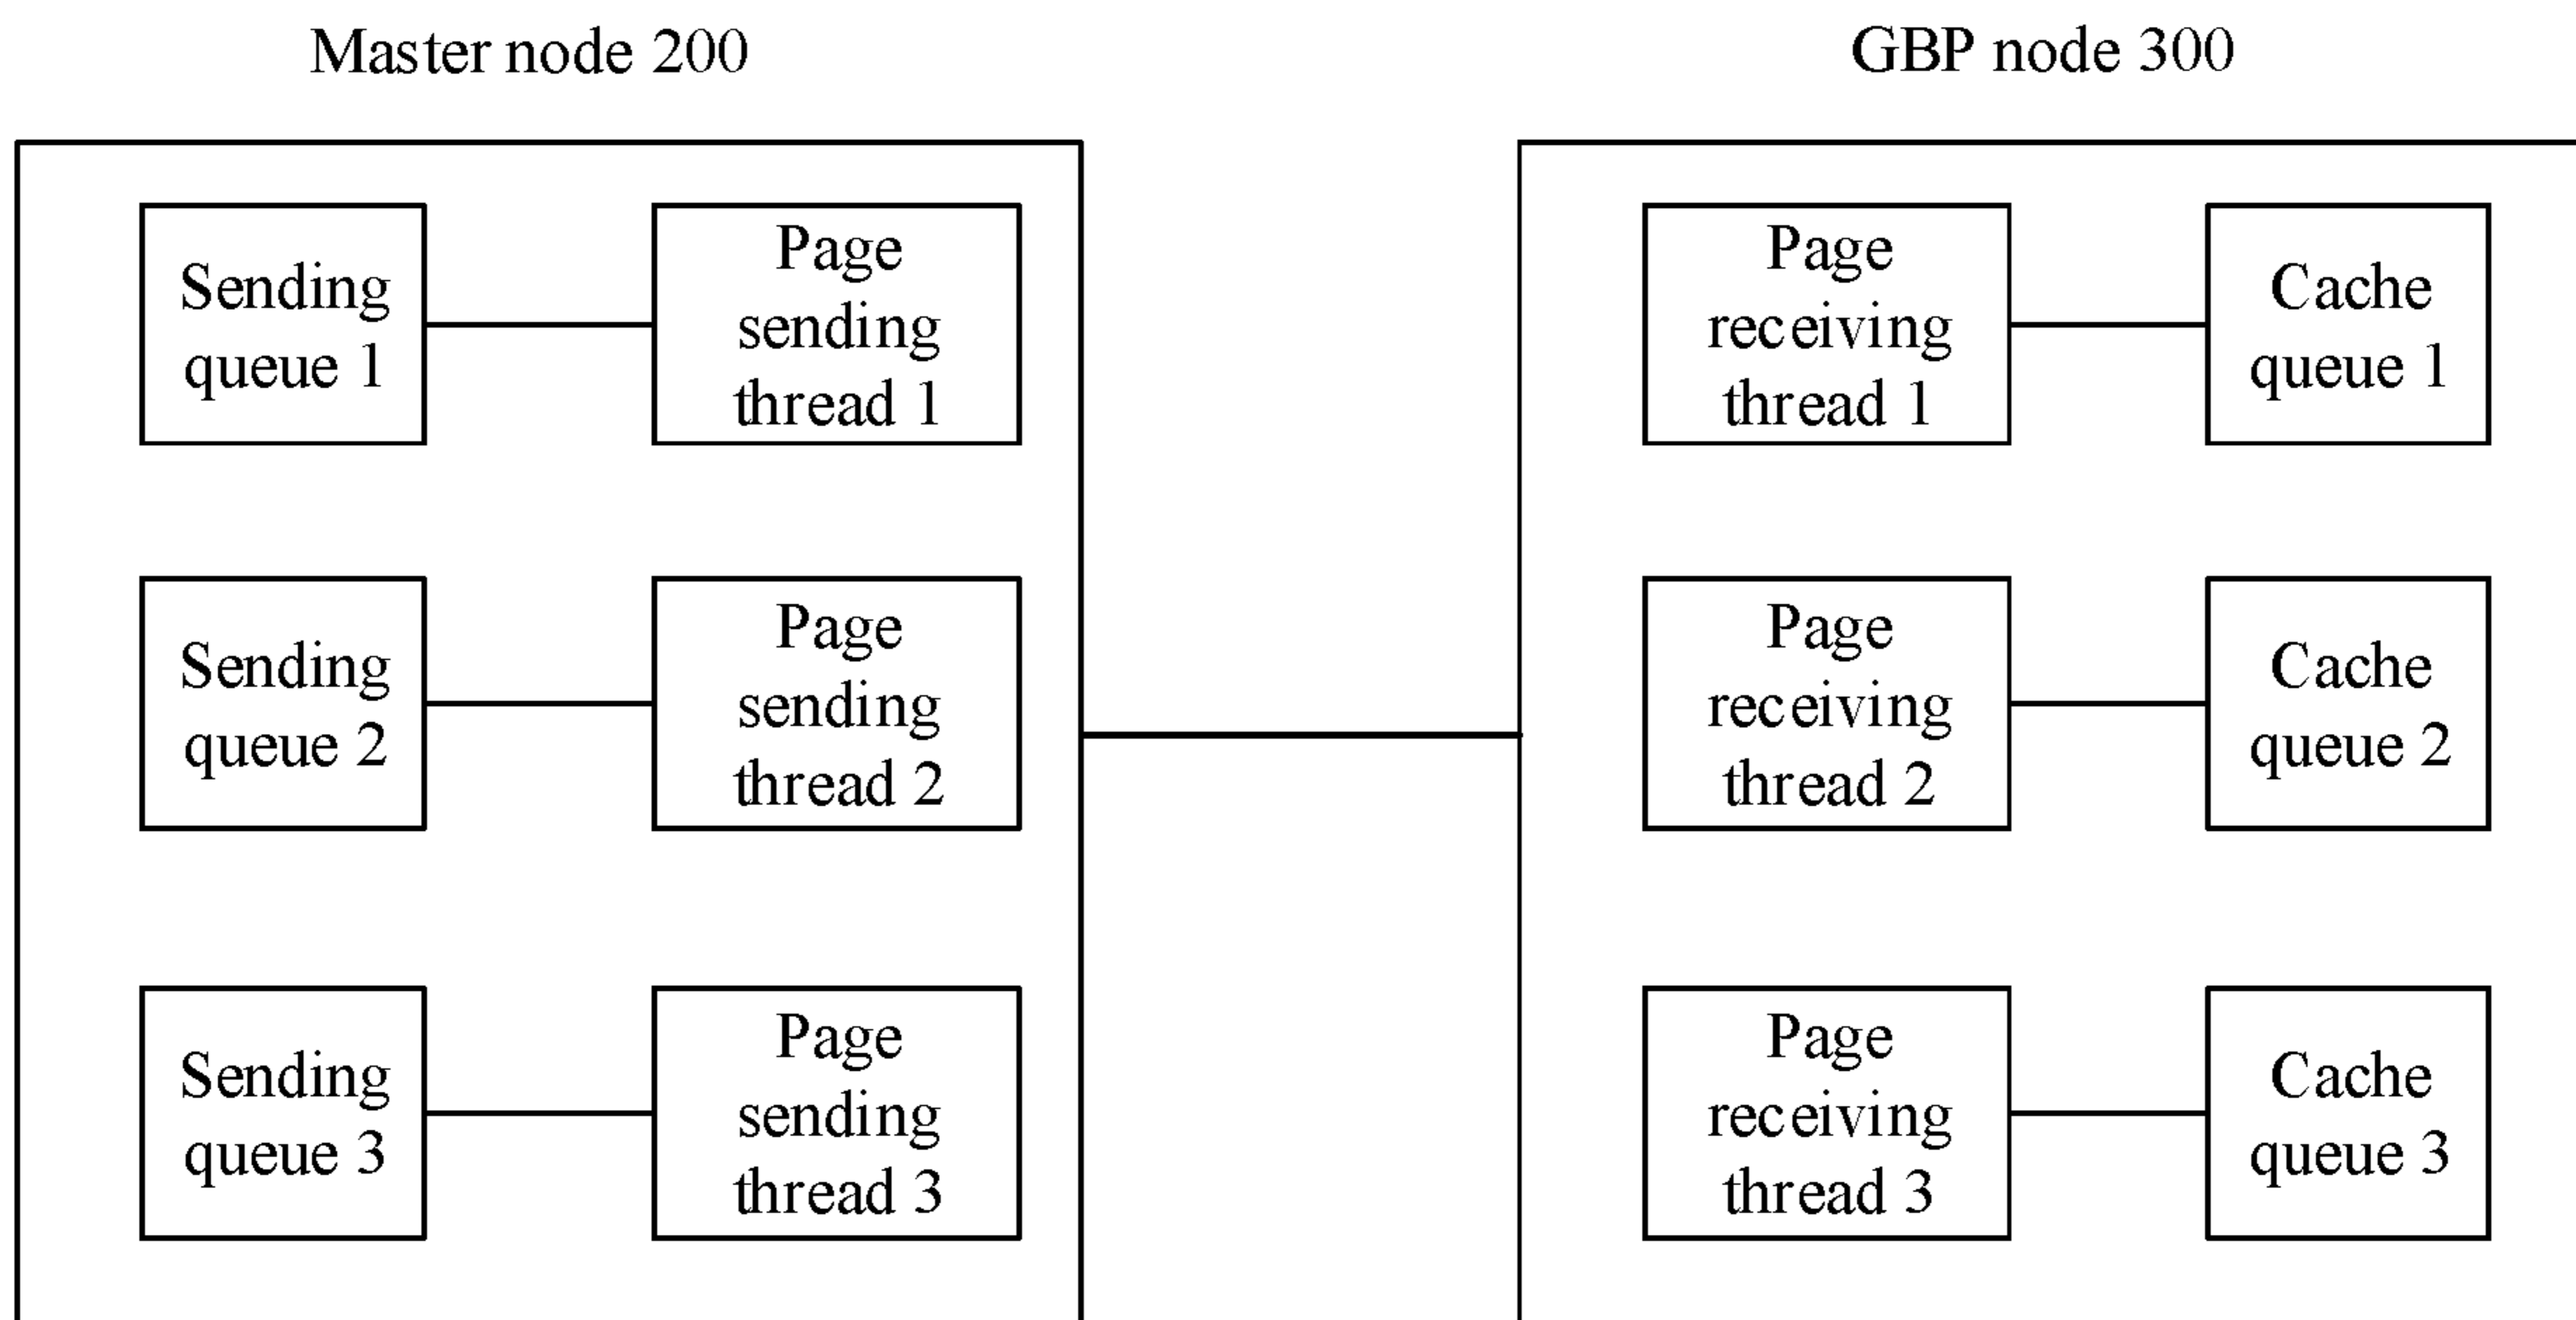 Master node 200
GBP node 300
Sending
queue 1
Page
sending
thread 1
Page
receiving
thread 1
Cache
queue 1
Sending
queue 2
Page
sending
thread 2
Page
receiving
thread 2
Cache
queue 2
Sending
queue 3
Page
sending
thread 3
Page
receiving
thread 3
Cache
queue 3